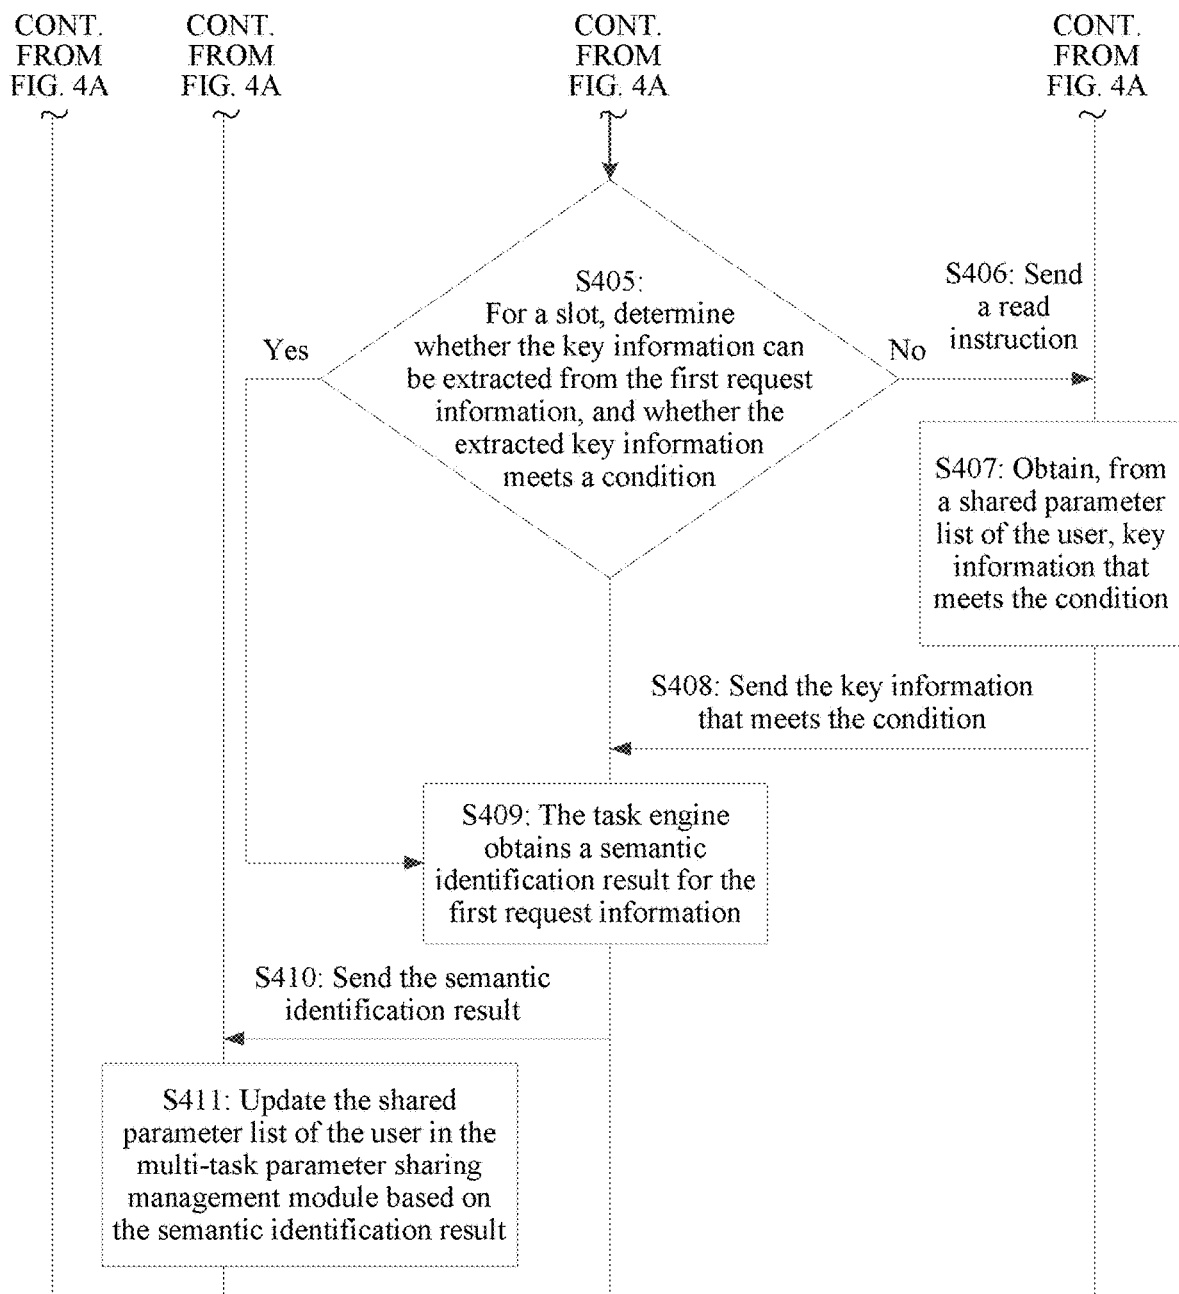 CONT.
FROM
FIG. 4A
CONT.
FROM
FIG. 4A
CONT.
FROM
FIG. 4A
CONT.
FROM
FIG. 4A
S405:
For a slot, determine
whether the key information can
be extracted from the first request
information, and whether the
extracted key information
meets a condition
Yes
No
S406: Send
a read
instruction
S407: Obtain, from
a shared parameter
list of the user, key
information that
meets the condition
S408: Send the key information
that meets the condition
S409: The task engine
obtains a semantic
identification result for the
first request information
S410: Send the semantic
identification result
S411: Update the shared
parameter list of the user in the
multi-task parameter sharing
management module based on
the semantic identification result